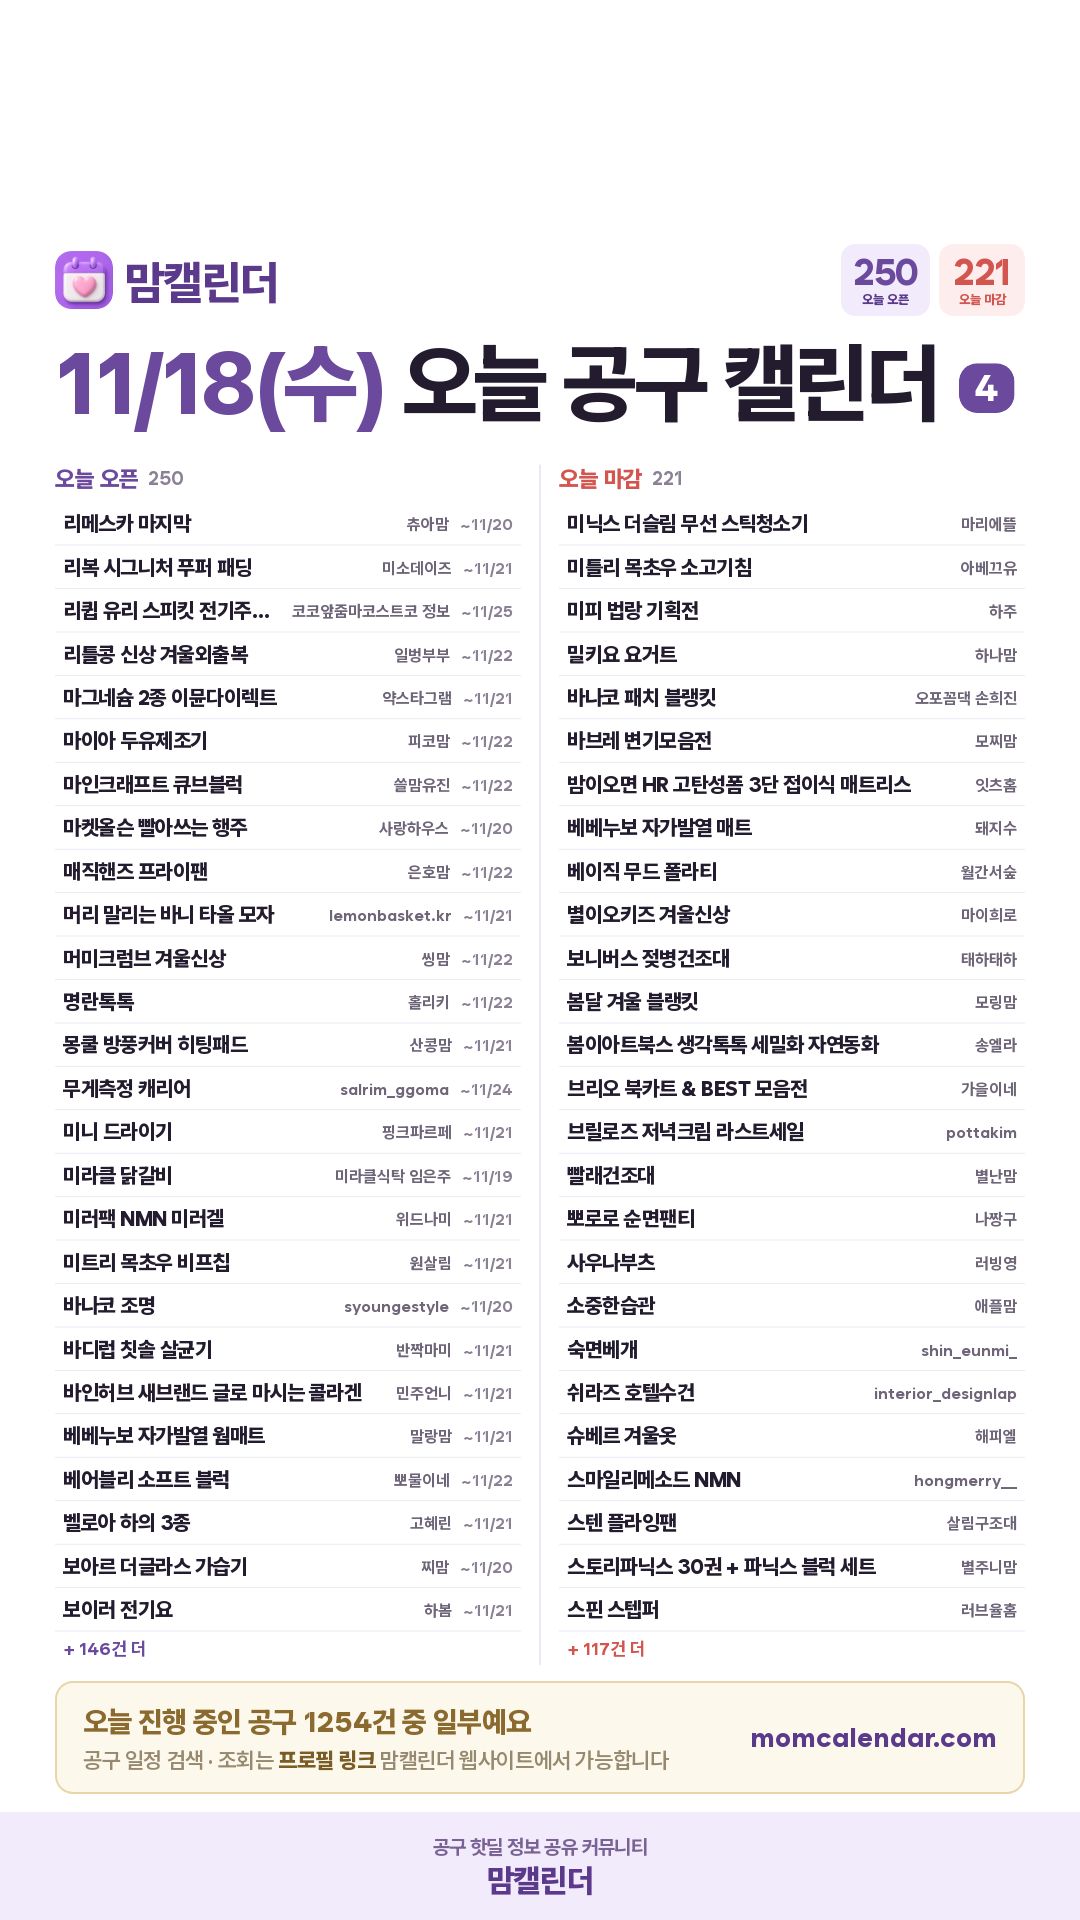 맘캘린더
250
오늘 오픈
221
오늘 마감
11/18(수) 오늘 공구 캘린더 4
오늘 오픈 250
리메스카 마지막 츄아맘 ~11/20
리복 시그니처 푸퍼 패딩 미소데이즈 ~11/21
리큅 유리 스피킷 전기주... 코코앞줌마코스트코 정보 ~11/25
리틀콩 신상 겨울외출복 일벙부부 ~11/22
마그네슘 2종 이뮨다이렉트 약스타그램 ~11/21
마이아 두유제조기 피코맘 ~11/22
마인크래프트 큐브블럭 쏠맘유진 ~11/22
마켓올슨 빨아쓰는 행주 사랑하우스 ~11/20
매직핸즈 프라이팬 은호맘 ~11/22
머리 말리는 바니 타올 모자 lemonbasket.kr ~11/21
머미크럼브 겨울신상 씽맘 ~11/22
명란톡톡 홀리키 ~11/22
몽쿨 방풍커버 히팅패드 산콩맘 ~11/21
무게측정 캐리어 salrim_ggoma ~11/24
미니 드라이기 핑크파르페 ~11/21
미라클 닭갈비 미라클식탁 임은주 ~11/19
미러팩 NMN 미러겔 위드나미 ~11/21
미트리 목초우 비프칩 원살림 ~11/21
바나코 조명 syoungestyle ~11/20
바디럽 칫솔 살균기 반짝마미 ~11/21
바인허브 새브랜드 글로 마시는 콜라겐 민주언니 ~11/21
베베누보 자가발열 웜매트 말랑맘 ~11/21
베어블리 소프트 블럭 뽀물이네 ~11/22
벨로아 하의 3종 고혜린 ~11/21
보아르 더글라스 가습기 찌맘 ~11/20
보이러 전기요 하봄 ~11/21
+ 146건 더
오늘 마감 221
미닉스 더슬림 무선 스틱청소기 마리에뜰
미틀리 목초우 소고기침 아베끄유
미피 법랑 기획전 하주
밀키요 요거트 하나맘
바나코 패치 블랭킷 오포꼼댁 손희진
바브레 변기모음전 모찌맘
밤이오면 HR 고탄성폼 3단 접이식 매트리스 잇츠홈
베베누보 자가발열 매트 돼지수
베이직 무드 폴라티 월간서숲
별이오키즈 겨울신상 마이희로
보니버스 젖병건조대 태하태하
봄달 겨울 블랭킷 모링맘
봄이아트북스 생각톡톡 세밀화 자연동화 송엘라
브리오 북카트 & BEST 모음전 가을이네
브릴로즈 저녁크림 라스트세일 pottakim
빨래건조대 별난맘
뽀로로 순면팬티 나짱구
사우나부츠 러빙영
소중한습관 애플맘
숙면베개 shin_eunmi_
쉬라즈 호텔수건 interior_designlap
슈베르 겨울옷 해피엘
스마일리메소드 NMN hongmerry__
스텐 플라잉팬 살림구조대
스토리파닉스 30권 + 파닉스 블럭 세트 별주니맘
스핀 스텝퍼 러브율홈
+ 117건 더
오늘 진행 중인 공구 1254건 중 일부예요
공구 일정 검색 · 조회는 프로필 링크 맘캘린더 웹사이트에서 가능합니다
momcalendar.com
공구 핫딜 정보 공유 커뮤니티
맘캘린더